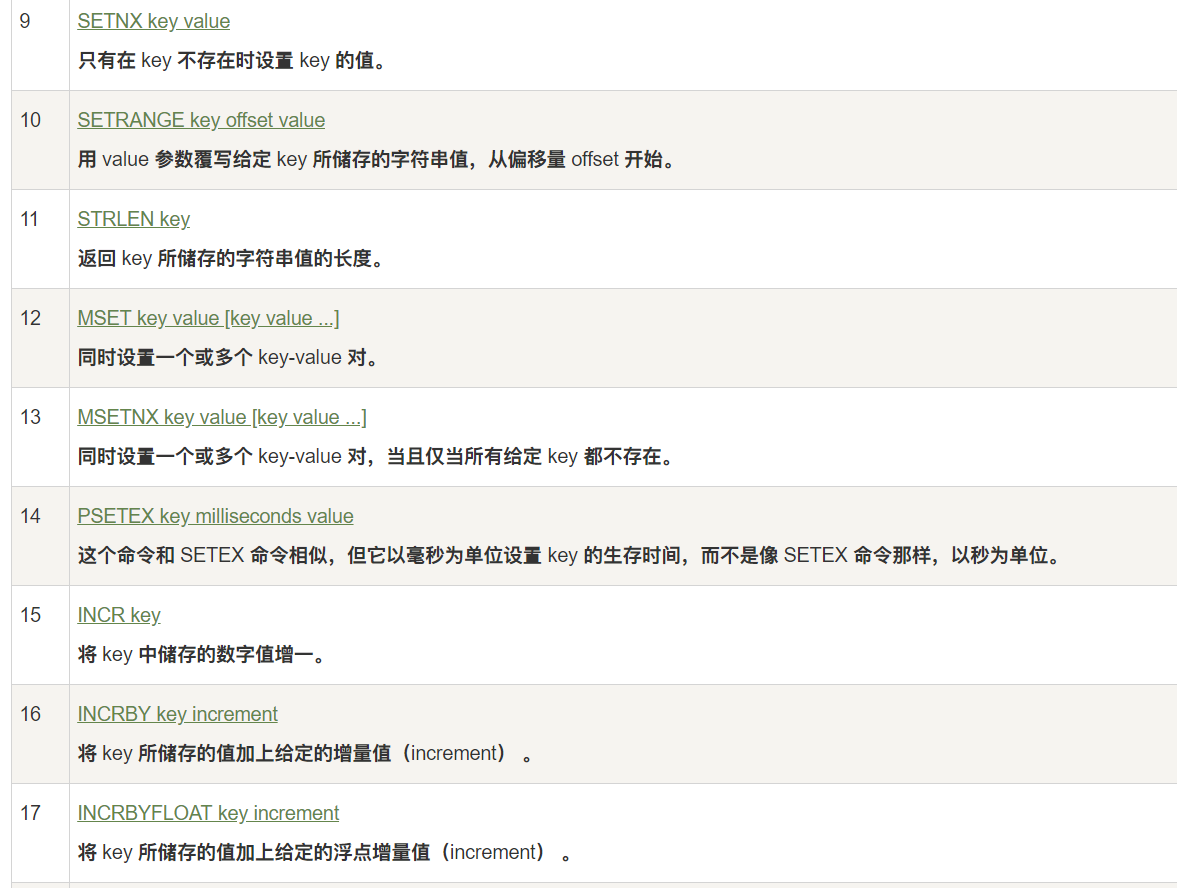 9 SETNX key value
只有在 key 不存在时设置 key 的值。
10 SETRANGE key offset value
用 value 参数覆写给定 key 所储存的字符串值，从偏移量 offset 开始。
11 STRLEN key
返回 key 所储存的字符串值的长度。
12 MSET key value [key value ...]
同时设置一个或多个 key-value 对。
13 MSETNX key value [key value ...]
同时设置一个或多个 key-value 对，当且仅当所有给定 key 都不存在。
14 PSETEX key milliseconds value
这个命令和 SETEX 命令相似，但它以毫秒为单位设置 key 的生存时间，而不是像 SETEX 命令那样，以秒为单位。
15 INCR key
将 key 中储存的数字值增一。
16 INCRBY key increment
将 key 所储存的值加上给定的增量值（increment） 。
17 INCRBYFLOAT key increment
将 key 所储存的值加上给定的浮点增量值（increment） 。